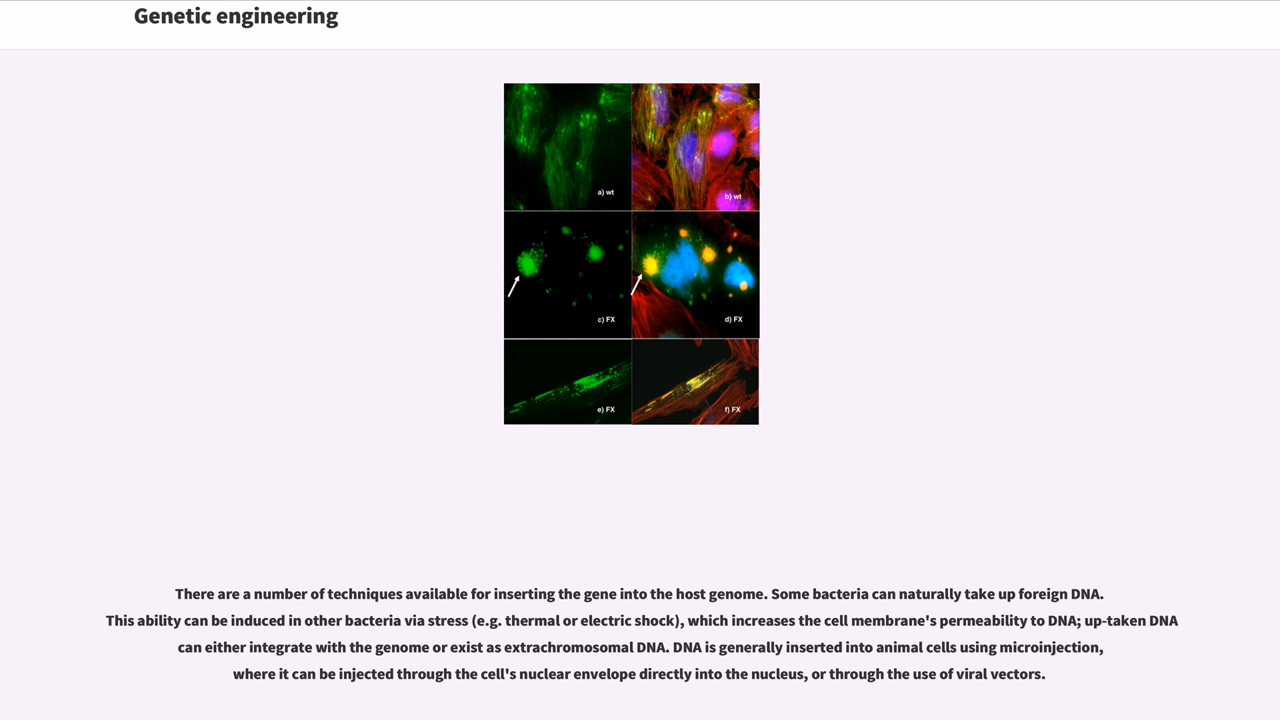 Genetic engineering
a) wt
b) wt
c) FX
d) FX
e) FX
f) FX
There are a number of techniques available for inserting the gene into the host genome. Some bacteria can naturally take up foreign DNA.
This ability can be induced in other bacteria via stress (e.g. thermal or electric shock), which increases the cell membrane's permeability to DNA; up-taken DNA
can either integrate with the genome or exist as extrachromosomal DNA. DNA is generally inserted into animal cells using microinjection,
where it can be injected through the cell's nuclear envelope directly into the nucleus, or through the use of viral vectors.